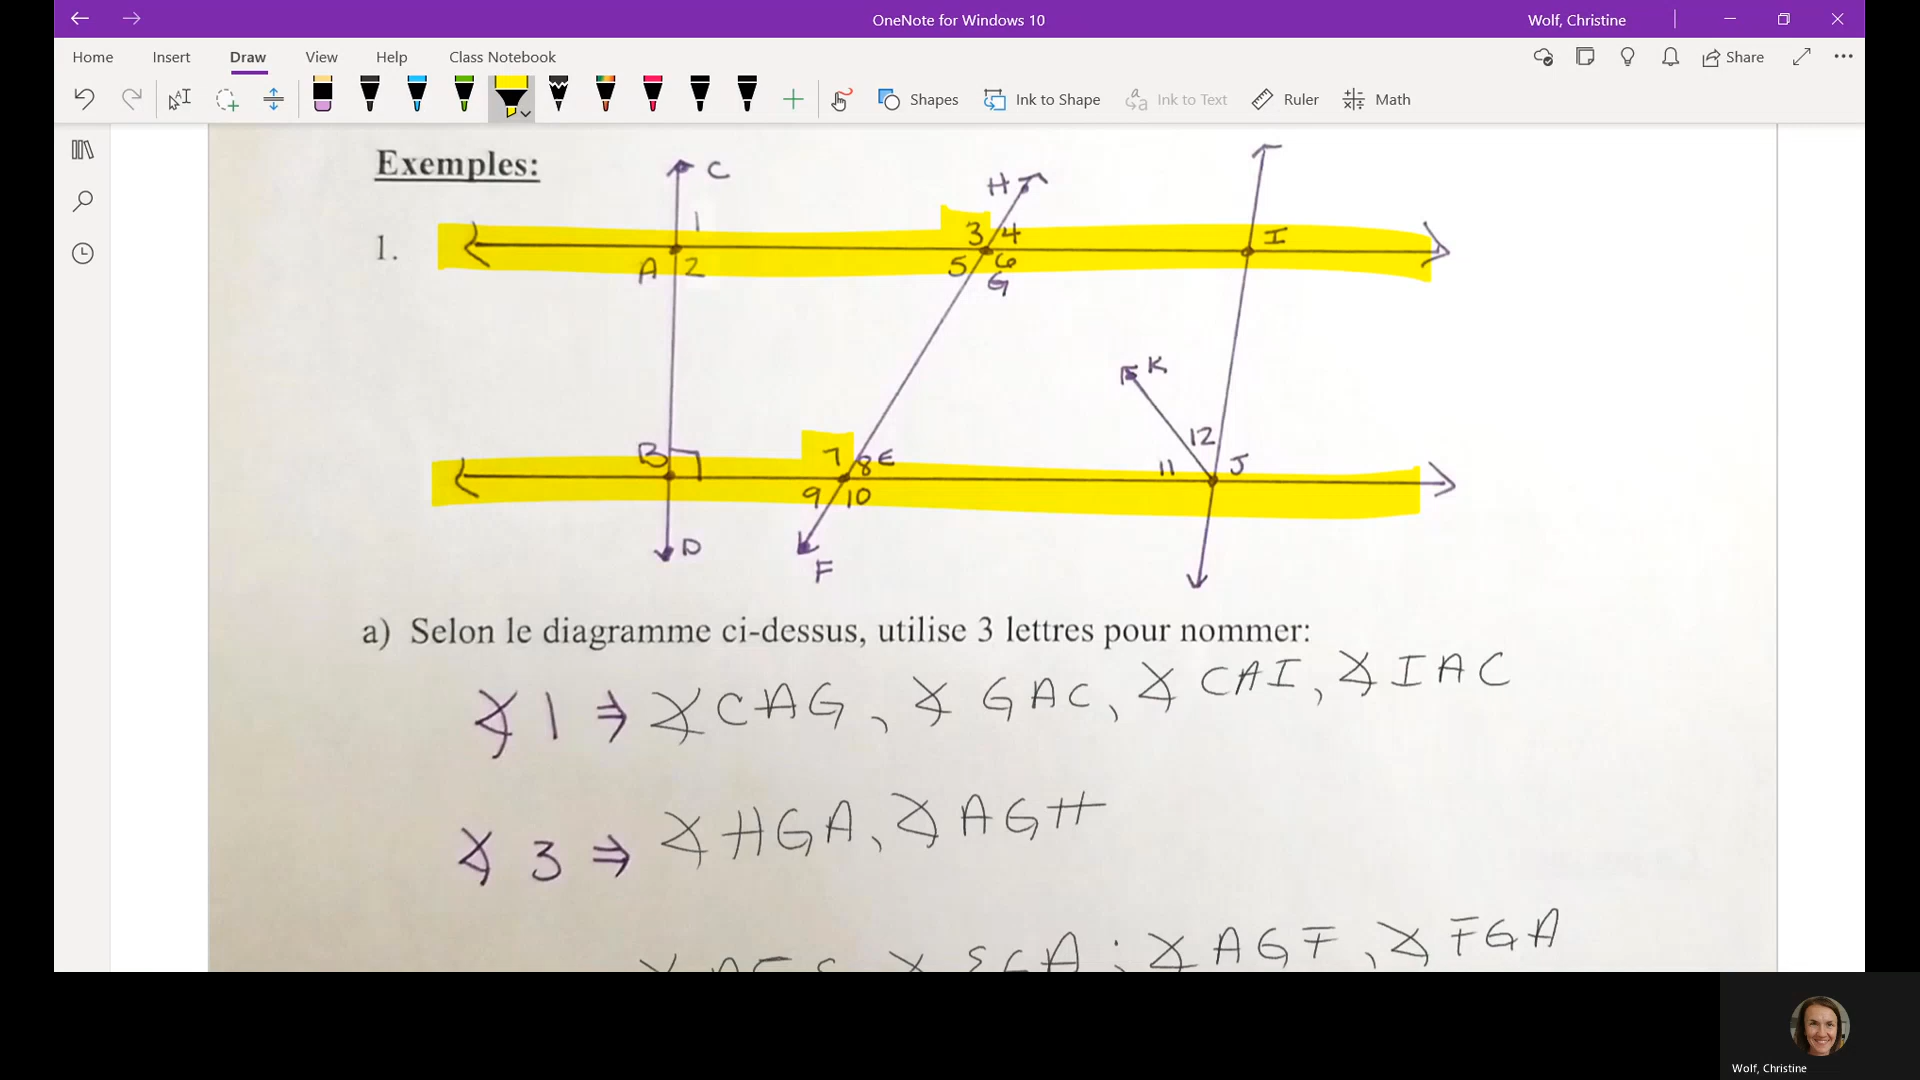 OneNote for Windows 10
Wolf, Christine
Home Insert Draw View Help Class Notebook
Share
Shapes Ink to Shape Ink to Text Ruler Math
Exemples:
C
H
1
3 4
I
1.
A 2
5 6
G
K
12
B
7 8 E
11
J
9 10
D
F
a) Selon le diagramme ci-dessus, utilise 3 lettres pour nommer:
∢ 1 ⇒ ∢ CAG, ∢ GAC, ∢ CAI, ∢ IAC
∢ 3 ⇒ ∢ HGA, ∢ AGH
∢ AGF, ∢ FGA
Wolf, Christine